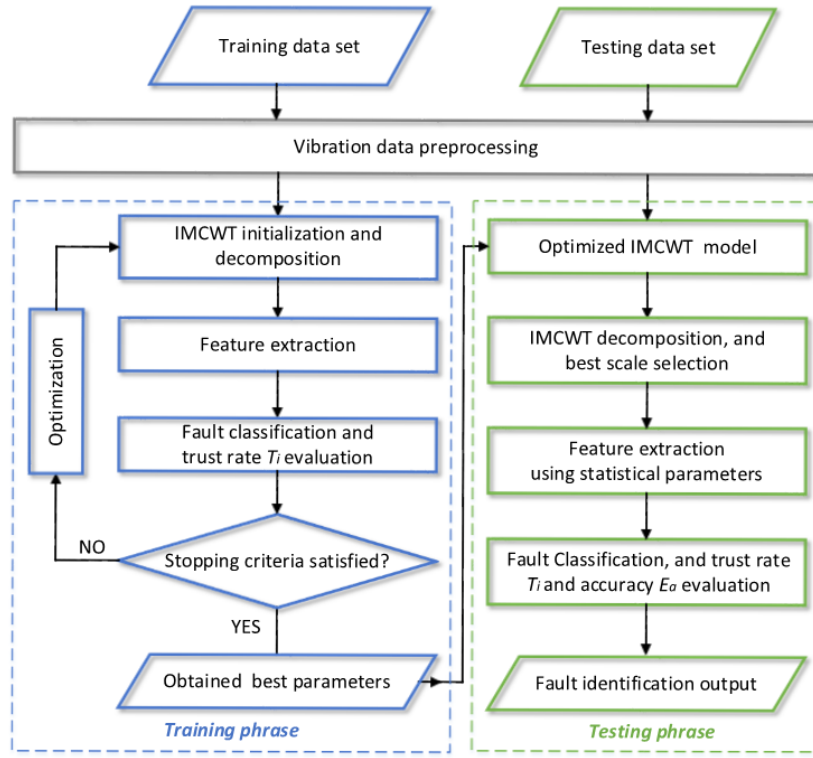 Training data set
Testing data set
Vibration data preprocessing
IMCWT initialization and
decomposition
Feature extraction
Fault classification and
trust rate Ti evaluation
Optimization
NO
Stopping criteria satisfied?
YES
Obtained best parameters
Training phrase
Optimized IMCWT model
IMCWT decomposition, and
best scale selection
Feature extraction
using statistical parameters
Fault Classification, and trust rate
Ti and accuracy Ea evaluation
Fault identification output
Testing phrase